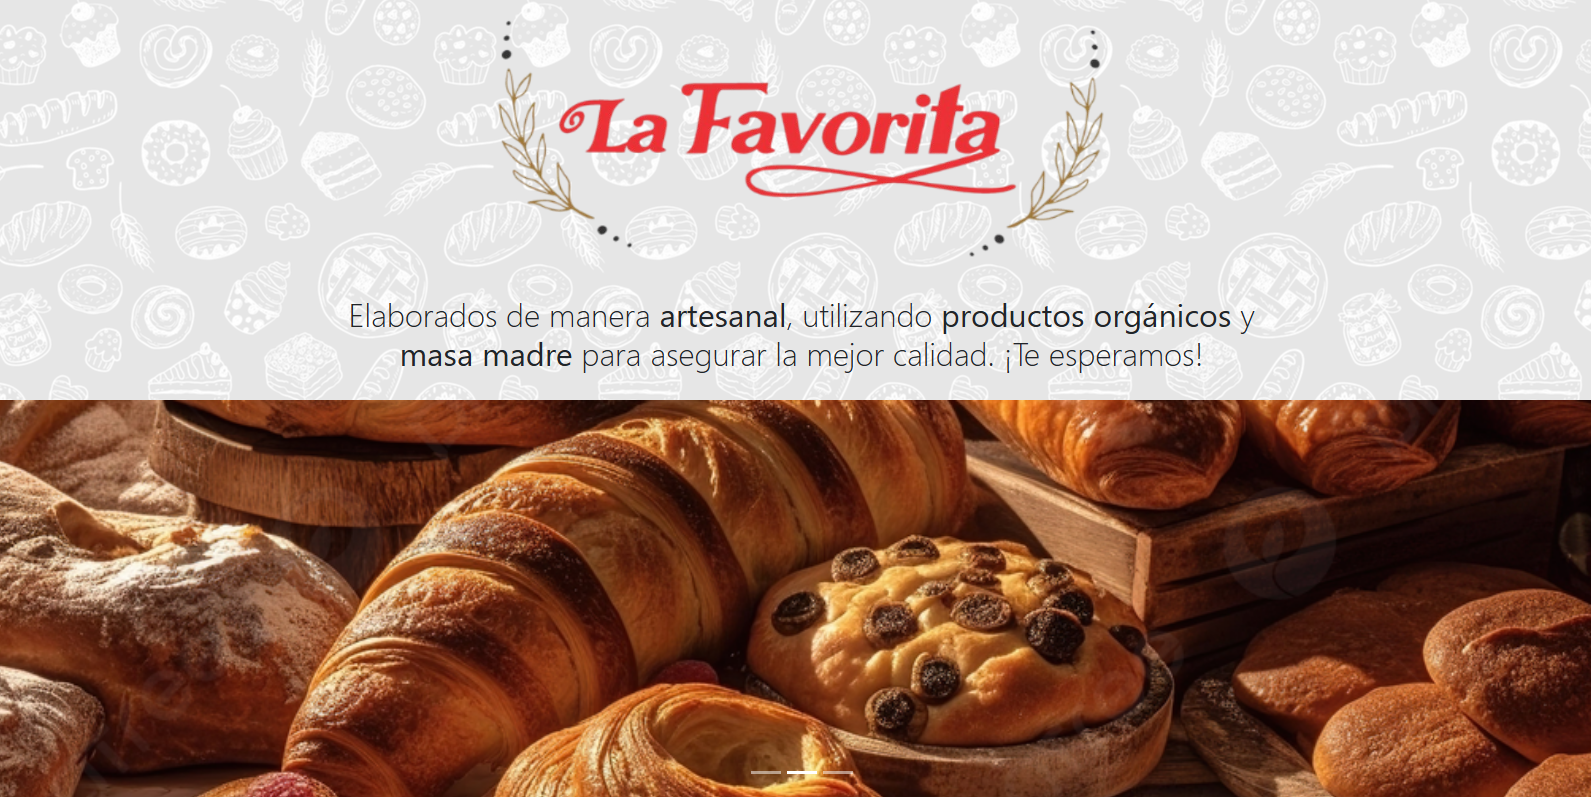 La Favorita
Elaborados de manera artesanal, utilizando productos orgánicos y
masa madre para asegurar la mejor calidad. ¡Te esperamos!